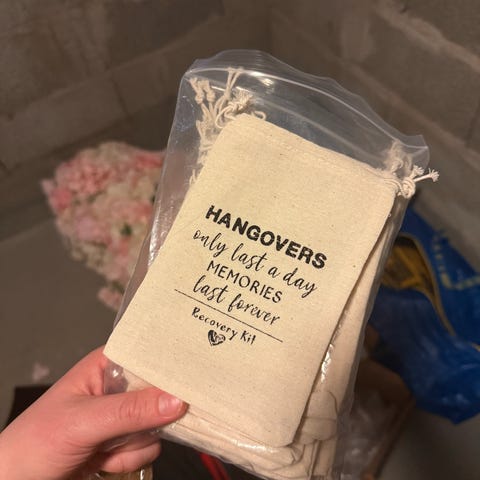 HANGOVERS
only last a day
MEMORIES
last forever
Recovery Kit